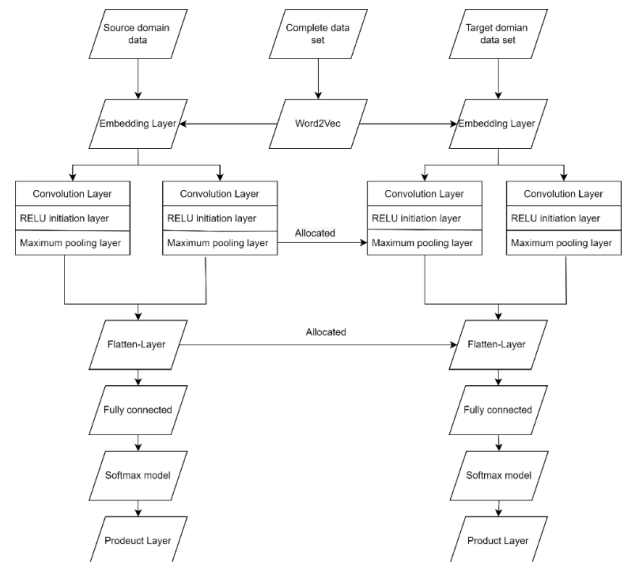 Source domain
data
Complete data
set
Target domian
data set
Embedding Layer
Word2Vec
Embedding Layer
Convolution Layer
RELU initiation layer
Maximum pooling layer
Convolution Layer
RELU initiation layer
Maximum pooling layer
Allocated
Convolution Layer
RELU initiation layer
Maximum pooling layer
Convolution Layer
RELU initiation layer
Maximum pooling layer
Flatten-Layer
Allocated
Flatten-Layer
Fully connected
Fully connected
Softmax model
Softmax model
Prodeuct Layer
Product Layer